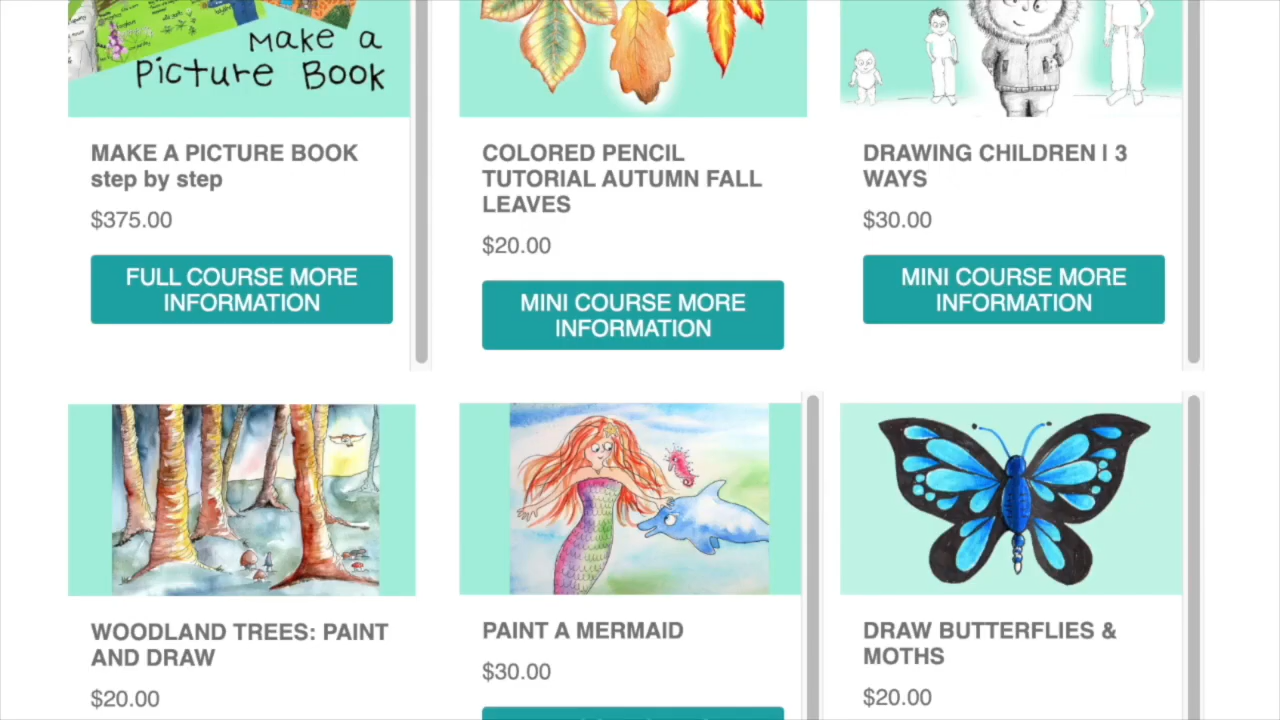 Make a
Picture Book
MAKE A PICTURE BOOK
step by step
$375.00
FULL COURSE MORE
INFORMATION
COLORED PENCIL
TUTORIAL AUTUMN FALL
LEAVES
$20.00
MINI COURSE MORE
INFORMATION
DRAWING CHILDREN | 3
WAYS
$30.00
MINI COURSE MORE
INFORMATION
WOODLAND TREES: PAINT
AND DRAW
$20.00
PAINT A MERMAID
$30.00
DRAW BUTTERFLIES &
MOTHS
$20.00